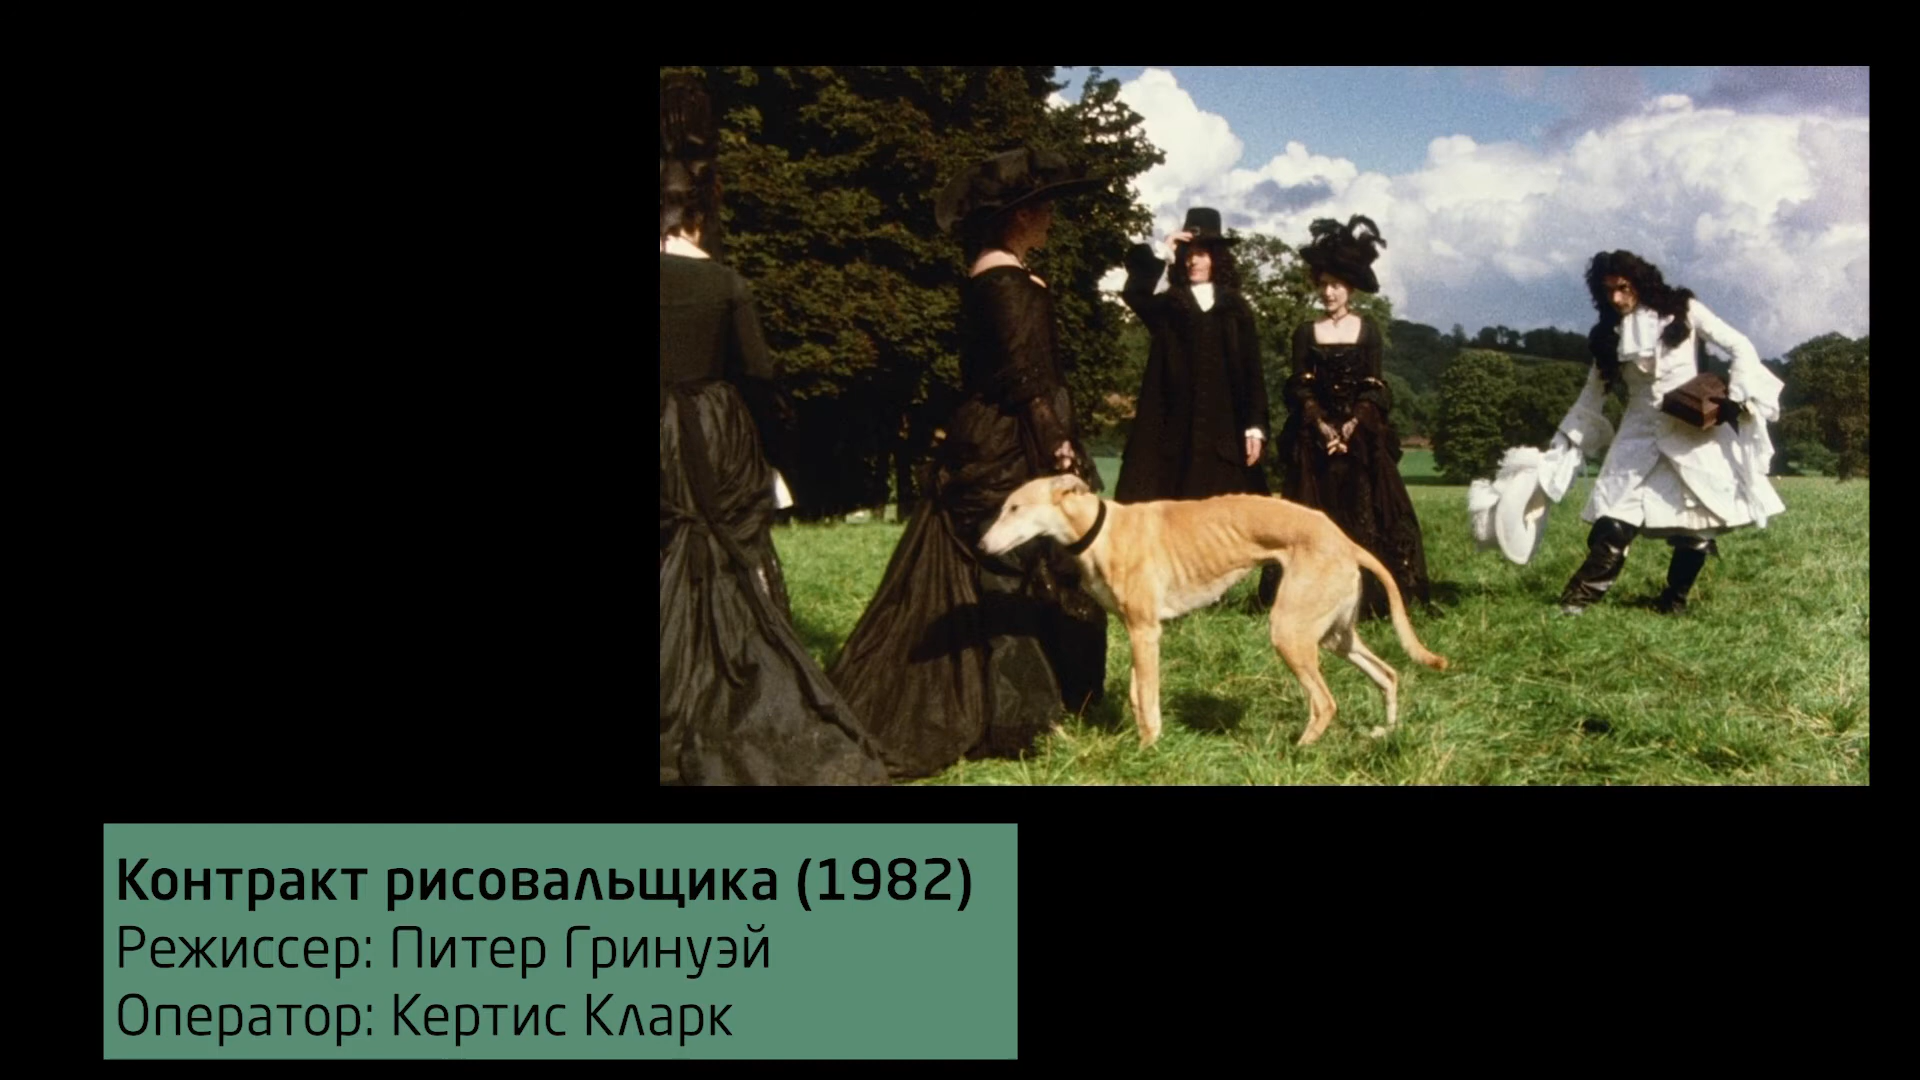 Контракт рисовальщика (1982)
Режиссер: Питер Гринуэй
Оператор: Кертис Кларк